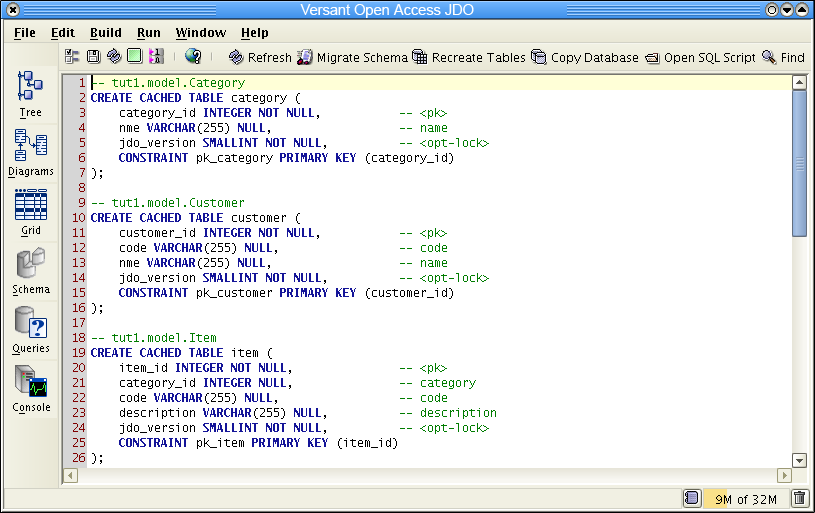 Versant Open Access JDO
File Edit Build Run Window Help
Refresh Migrate Schema Recreate Tables Copy Database Open SQL Script Find
Tree
Diagrams
Grid
Schema
Queries
Console
1 -- tut1.model.Category
2 CREATE CACHED TABLE category (
3 category_id INTEGER NOT NULL, -- <pk>
4 nme VARCHAR(255) NULL, -- name
5 jdo_version SMALLINT NOT NULL, -- <opt-lock>
6 CONSTRAINT pk_category PRIMARY KEY (category_id)
7 );
8
9 -- tut1.model.Customer
10 CREATE CACHED TABLE customer (
11 customer_id INTEGER NOT NULL, -- <pk>
12 code VARCHAR(255) NULL, -- code
13 nme VARCHAR(255) NULL, -- name
14 jdo_version SMALLINT NOT NULL, -- <opt-lock>
15 CONSTRAINT pk_customer PRIMARY KEY (customer_id)
16 );
17
18 -- tut1.model.Item
19 CREATE CACHED TABLE item (
20 item_id INTEGER NOT NULL, -- <pk>
21 category_id INTEGER NULL, -- category
22 code VARCHAR(255) NULL, -- code
23 description VARCHAR(255) NULL, -- description
24 jdo_version SMALLINT NOT NULL, -- <opt-lock>
25 CONSTRAINT pk_item PRIMARY KEY (item_id)
26 );
9M of 32M